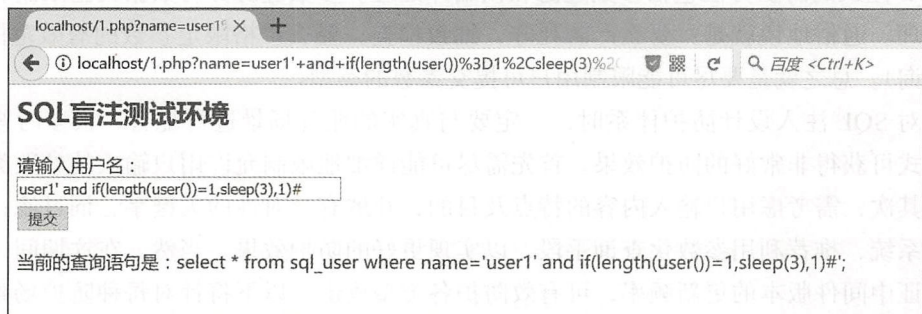 localhost/1.php?name=user1
localhost/1.php?name=user1'+and+if(length(user())%3D1%2Csleep(3)%2C
百度 <Ctrl+K>
SQL盲注测试环境
请输入用户名：
user1' and if(length(user())=1,sleep(3),1)#
提交
当前的查询语句是：select * from sql_user where name='user1' and if(length(user())=1,sleep(3),1)#';